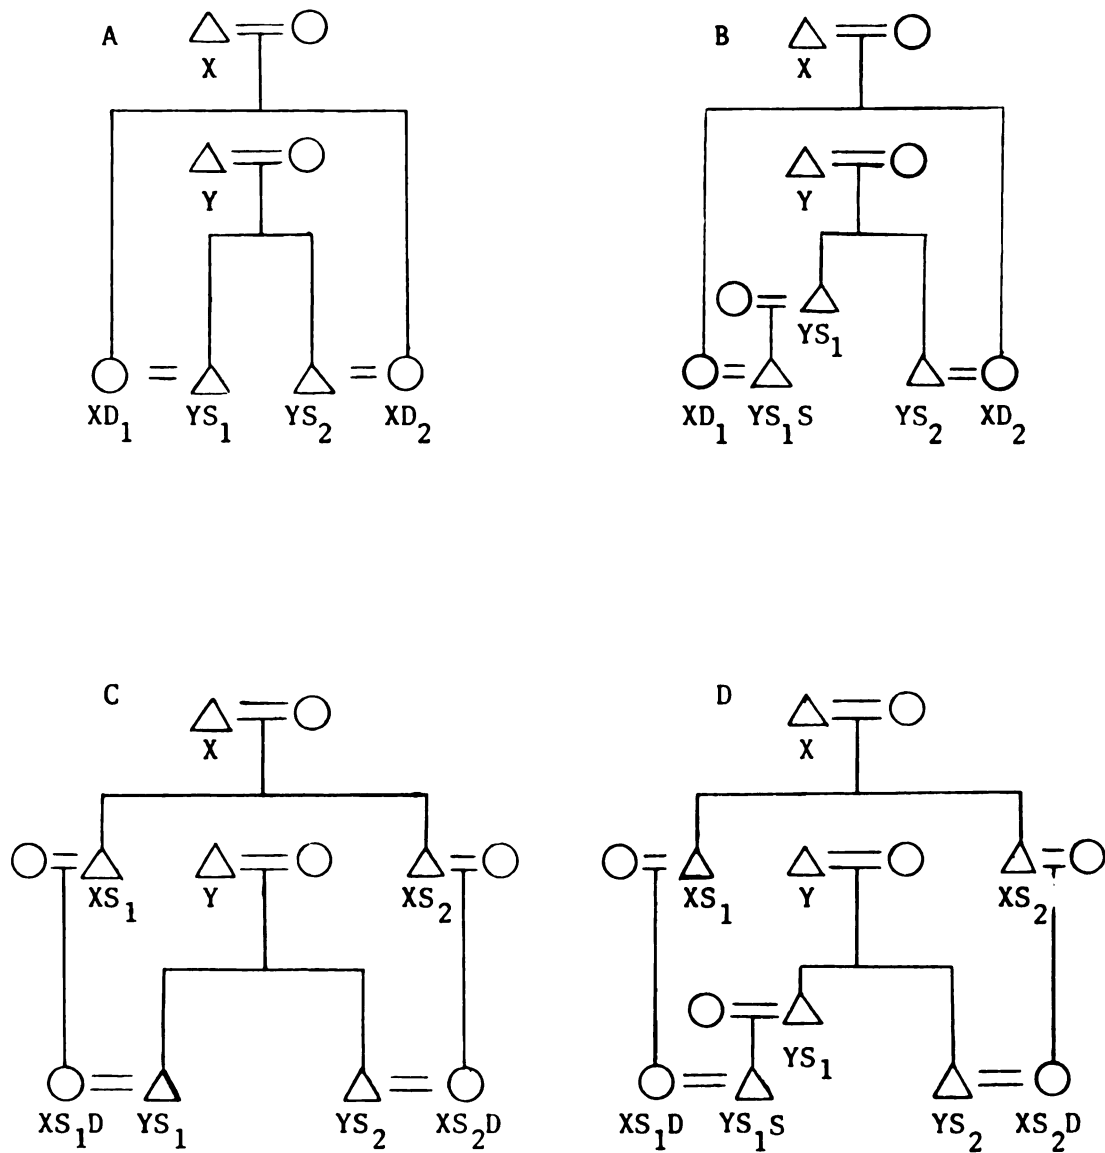 A
X
Y
XD₁ YS₁ YS₂ XD₂
B
X
Y
YS₁
XD₁ YS₁S YS₂ XD₂
C
X
XS₁ Y XS₂
XS₁D YS₁ YS₂ XS₂D
D
X
XS₁ Y XS₂
YS₁
XS₁D YS₁S YS₂ XS₂D